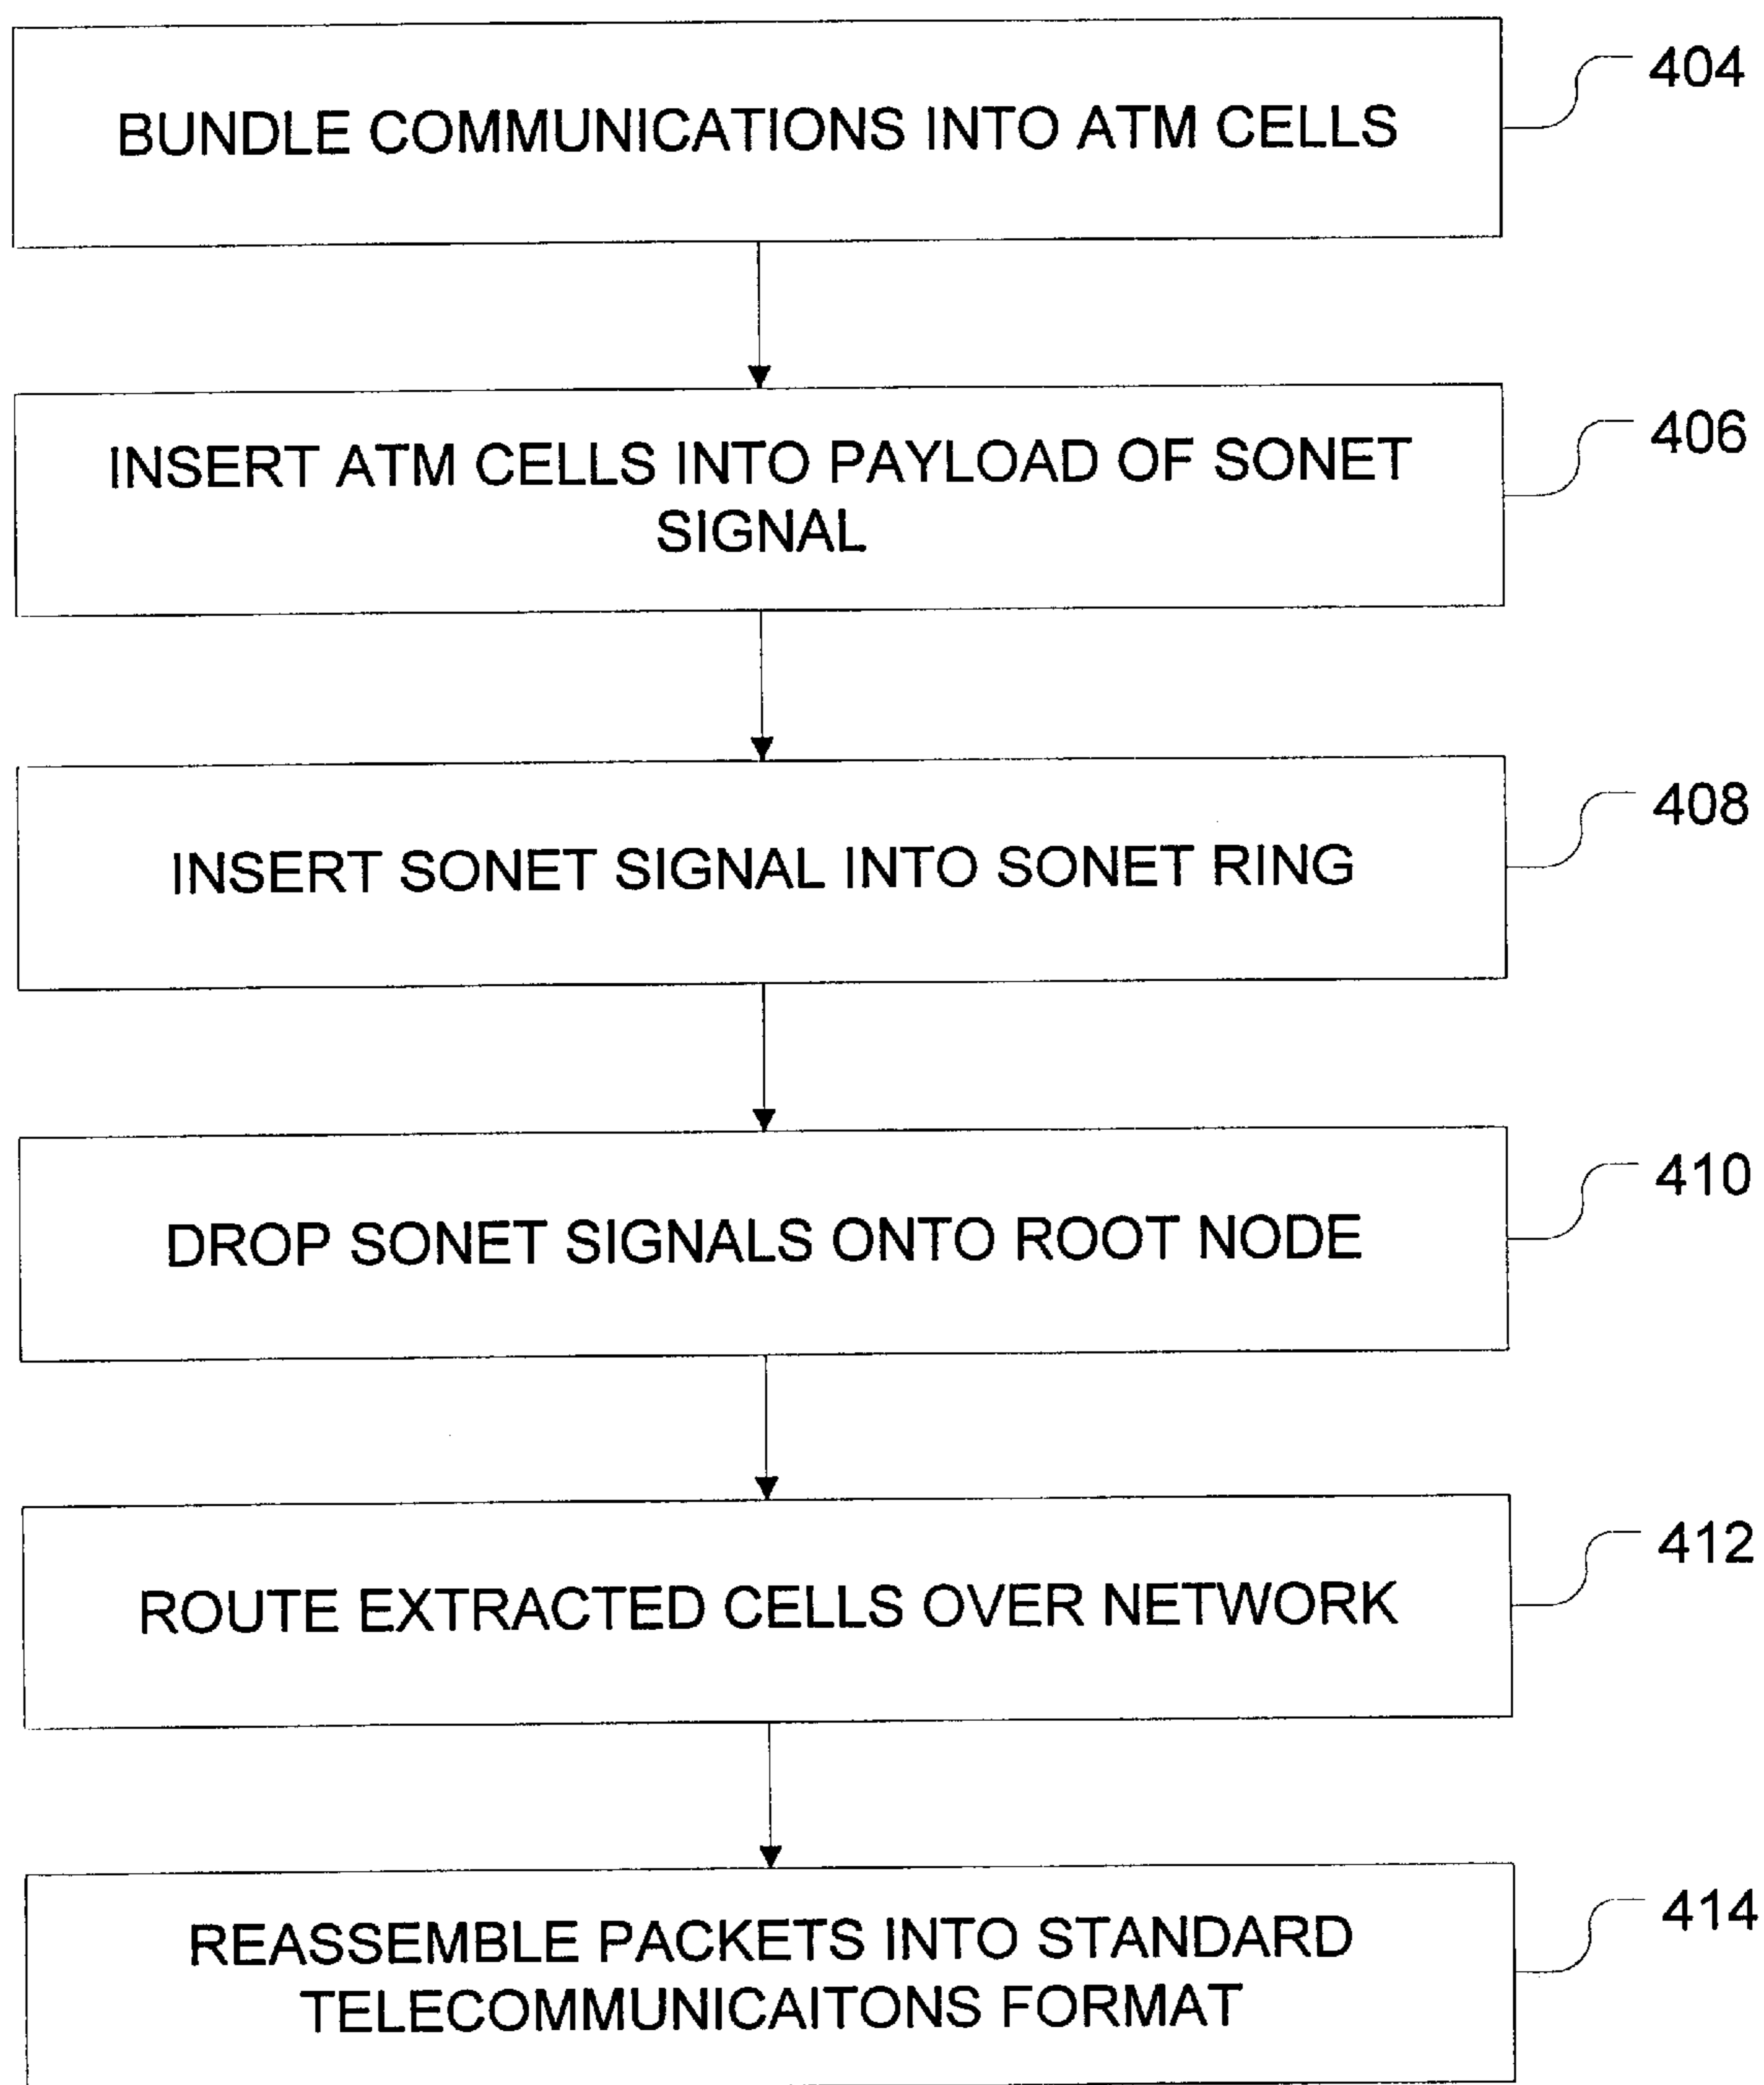 404
BUNDLE COMMUNICATIONS INTO ATM CELLS
406
INSERT ATM CELLS INTO PAYLOAD OF SONET
SIGNAL
408
INSERT SONET SIGNAL INTO SONET RING
410
DROP SONET SIGNALS ONTO ROOT NODE
412
ROUTE EXTRACTED CELLS OVER NETWORK
414
REASSEMBLE PACKETS INTO STANDARD
TELECOMMUNICAITONS FORMAT